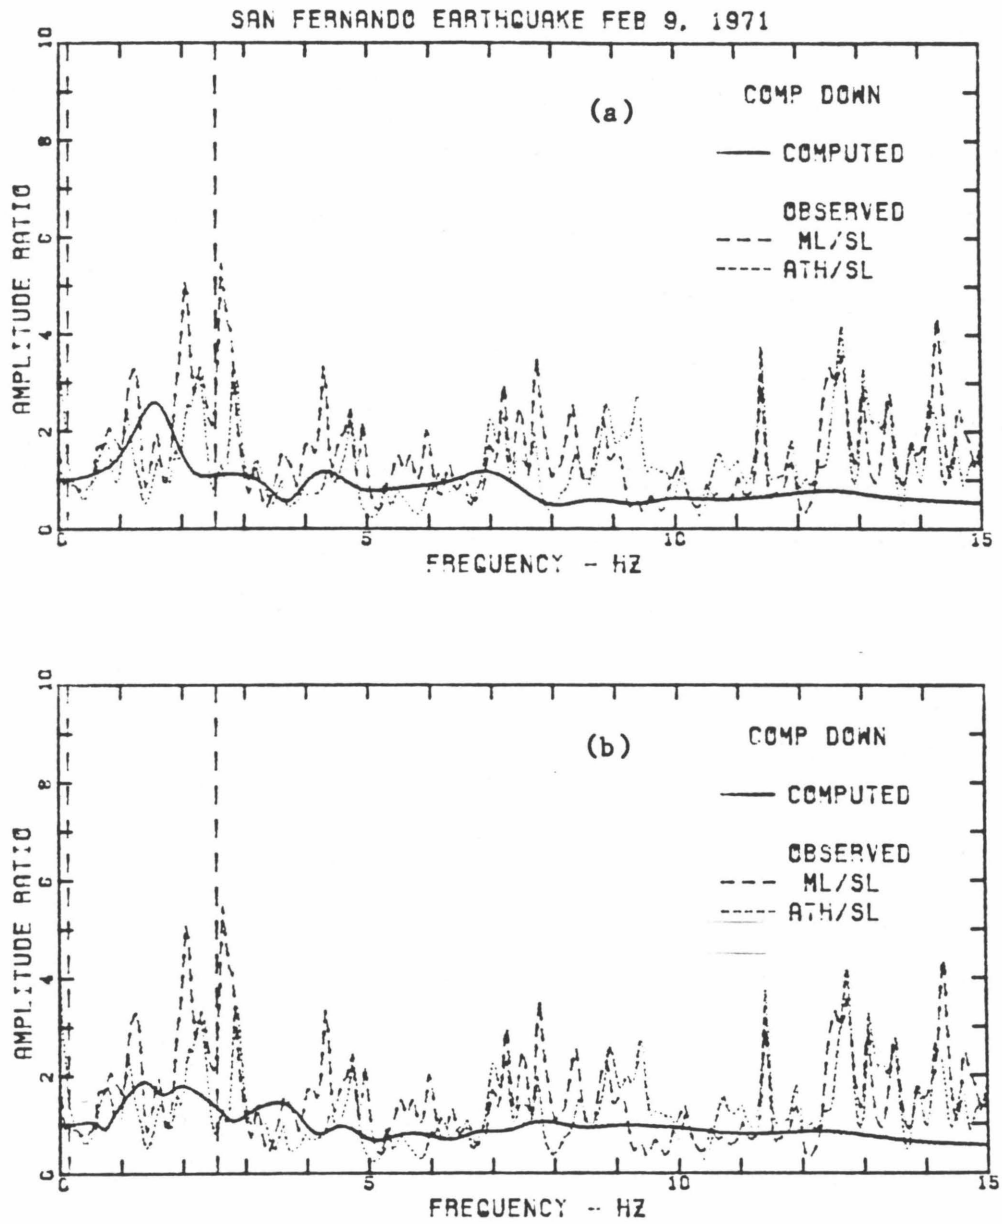 SAN FERNANDO EARTHQUAKE FEB 9, 1971
10
8
6
4
2
0
AMPLITUDE RATIO
(a)
COMP DOWN
COMPUTED
OBSERVED
ML/SL
ATH/SL
0
5
10
15
FREQUENCY - HZ
10
8
6
4
2
0
AMPLITUDE RATIO
(b)
COMP DOWN
COMPUTED
OBSERVED
ML/SL
ATH/SL
0
5
10
15
FREQUENCY -- HZ